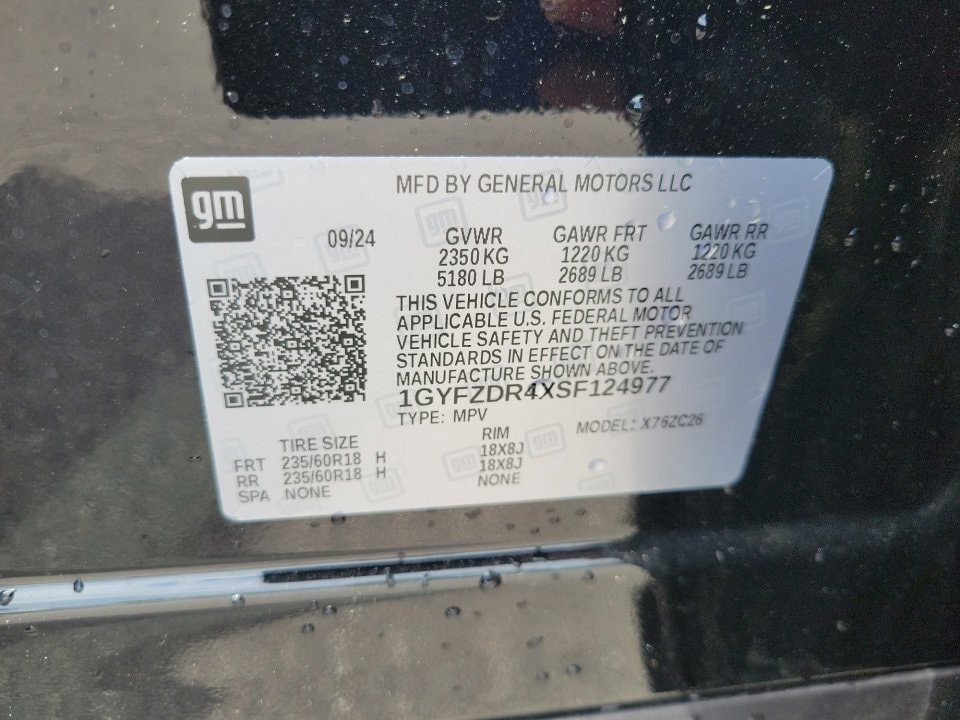 gm
MFD BY GENERAL MOTORS LLC
09/24 GVWR GAWR FRT GAWR RR
2350 KG 1220 KG 1220 KG
5180 LB 2689 LB 2689 LB
THIS VEHICLE CONFORMS TO ALL
APPLICABLE U.S. FEDERAL MOTOR
VEHICLE SAFETY AND THEFT PREVENTION
STANDARDS IN EFFECT ON THE DATE OF
MANUFACTURE SHOWN ABOVE.
1GYFZDR4XSF124977
TYPE: MPV MODEL: X76ZC26
TIRE SIZE RIM
FRT 235/60R18 H 18X8J
RR 235/60R18 H 18X8J
SPA NONE NONE